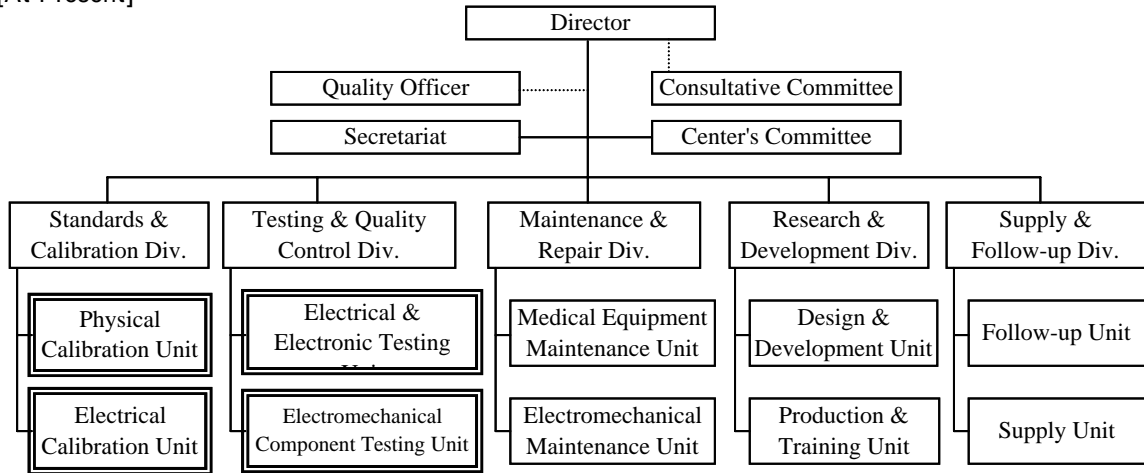 [At Present]
Director
Quality Officer
Consultative Committee
Secretariat
Center's Committee
Standards &
Calibration Div.
Testing & Quality
Control Div.
Maintenance &
Repair Div.
Research &
Development Div.
Supply &
Follow-up Div.
Physical
Calibration Unit
Electrical &
Electronic Testing
Medical Equipment
Maintenance Unit
Design &
Development Unit
Follow-up Unit
Electrical
Calibration Unit
Electromechanical
Component Testing Unit
Electromechanical
Maintenance Unit
Production &
Training Unit
Supply Unit